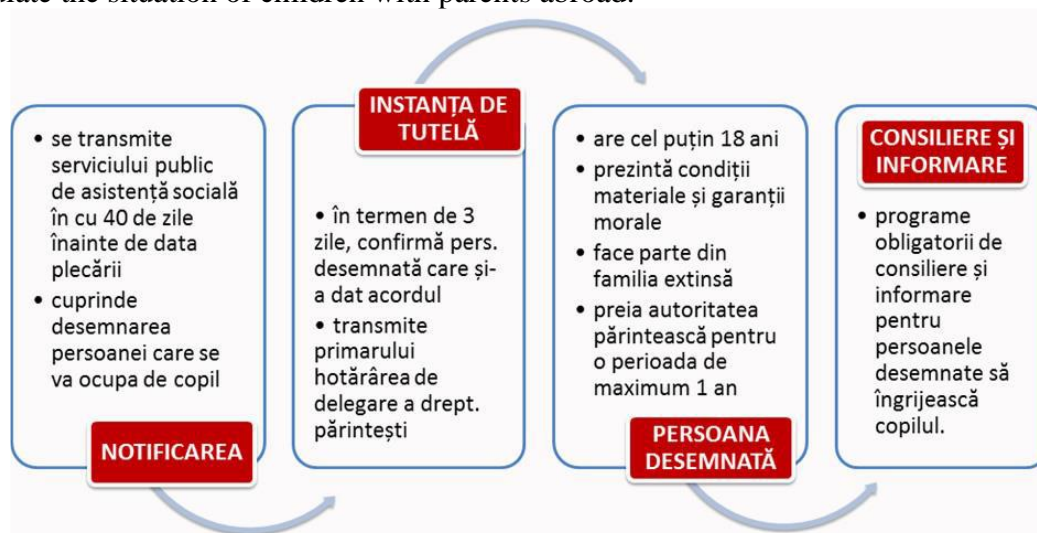 late the situation of children with parents abroad.
• se transmite
serviciului public
de asistență socială
în cu 40 de zile
înainte de data
plecării
• cuprinde
desemnarea
persoanei care se
va ocupa de copil
NOTIFICAREA
INSTANȚA DE
TUTELĂ
• în termen de 3
zile, confirmă pers.
desemnată care și-
a dat acordul
• transmite
primarului
hotărârea de
delegare a drept.
părintești
• are cel puțin 18 ani
• prezintă condiții
materiale și garanții
morale
• face parte din
familia extinsă
• preia autoritatea
părintească pentru
o perioada de
maximum 1 an
PERSOANA
DESEMNATĂ
CONSILIERE ȘI
INFORMARE
• programe
obligatorii de
consiliere și
informare
pentru
persoanele
desemnate să
îngrijească
copilul.